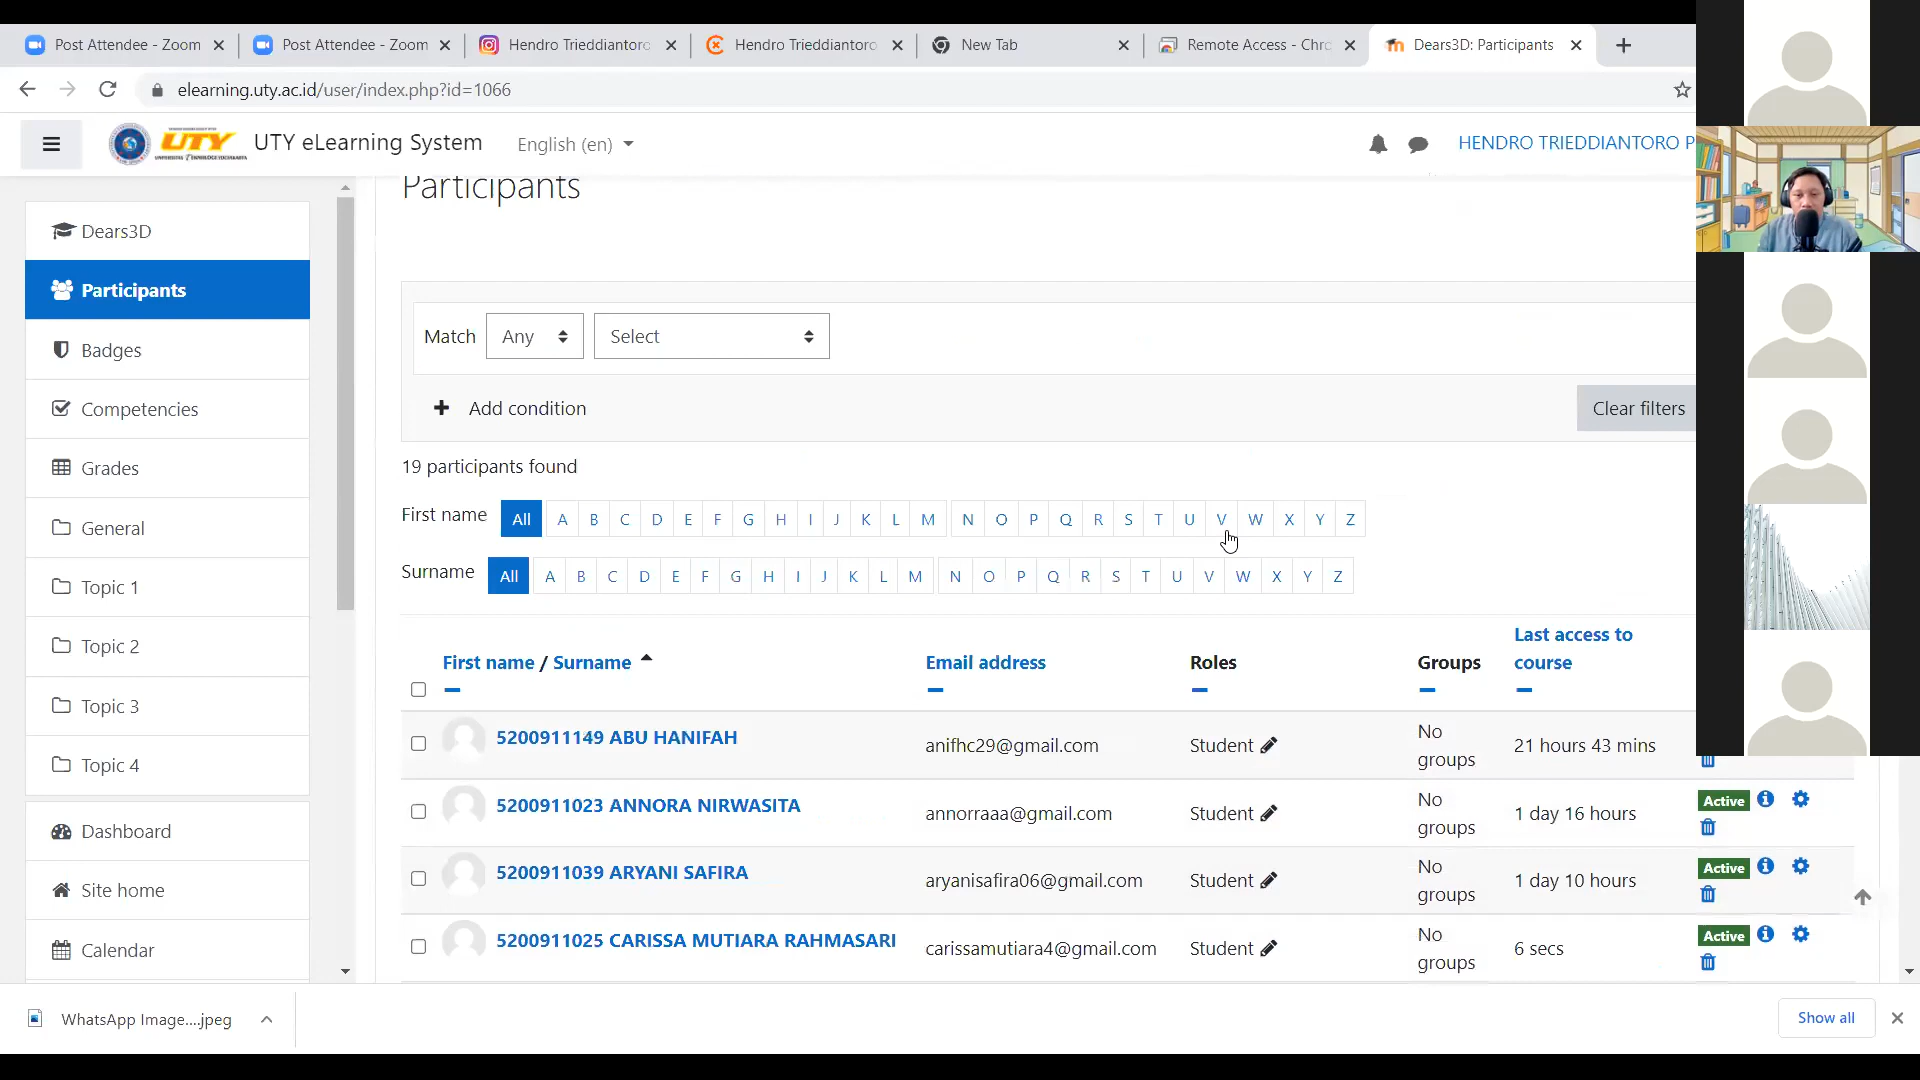 Post Attendee - Zoom
Post Attendee - Zoom
Hendro Trieddiantoro
Hendro Trieddiantoro
New Tab
Remote Access - Chro
Dears3D: Participants
elearning.uty.ac.id/user/index.php?id=1066
UTY
UTY eLearning System
English (en)
HENDRO TRIEDDIANTORO P
Participants
Dears3D
Participants
Badges
Competencies
Grades
General
Topic 1
Topic 2
Topic 3
Topic 4
Dashboard
Site home
Calendar
Match Any Select
Add condition
Clear filters
19 participants found
First name All A B C D E F G H I J K L M N O P Q R S T U V W X Y Z
Surname All A B C D E F G H I J K L M N O P Q R S T U V W X Y Z
First name / Surname Email address Roles Groups Last access to course
5200911149 ABU HANIFAH anifhc29@gmail.com Student No groups 21 hours 43 mins
5200911023 ANNORA NIRWASITA annorraaa@gmail.com Student No groups 1 day 16 hours Active
5200911039 ARYANI SAFIRA aryanisafira06@gmail.com Student No groups 1 day 10 hours Active
5200911025 CARISSA MUTIARA RAHMASARI carissamutiara4@gmail.com Student No groups 6 secs Active
WhatsApp Image....jpeg
Show all